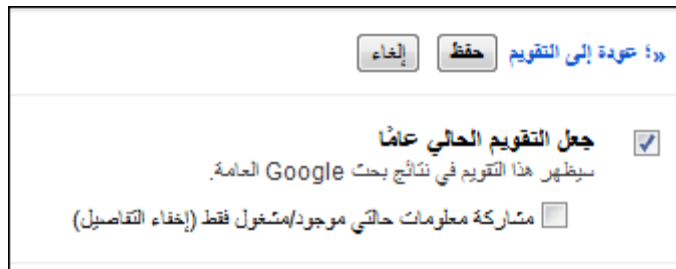 «؛ عودة إلى التقويم حفظ إلغاء
جعل التقويم الحالي عامًا
سيظهر هذا التقويم في نتائج بحث Google العامة.
مشاركة معلومات حالتي موجود/مشغول فقط (إخفاء التفاصيل)